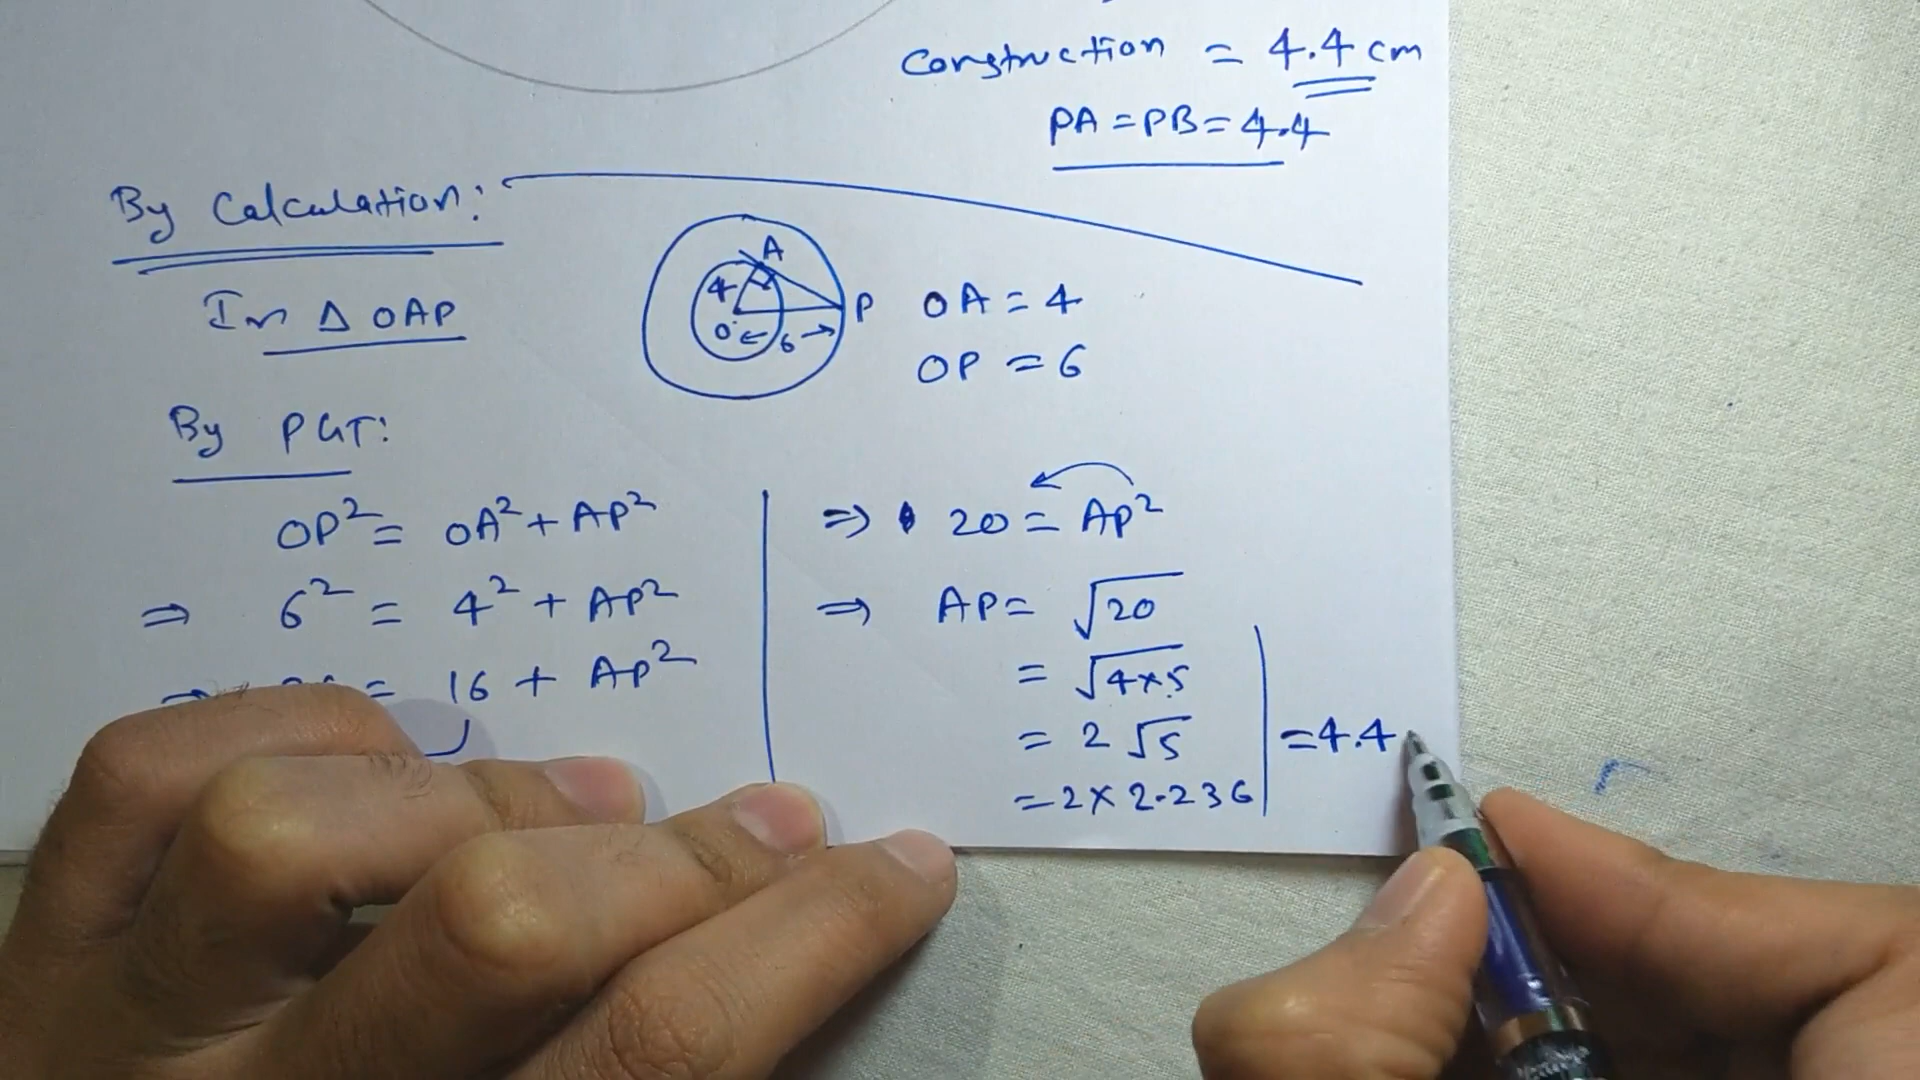 Construction = 4.4 cm
PA = PB = 4.4
By Calculation:
In Δ OAP
A
4
O
6
P
OA = 4
OP = 6
By PGT:
OP² = OA² + AP²
⇒ 6² = 4² + AP²
= 16 + AP²
⇒ 20 = AP²
⇒ AP = √20
= √4×5
= 2√5
= 2 × 2.236
= 4.4